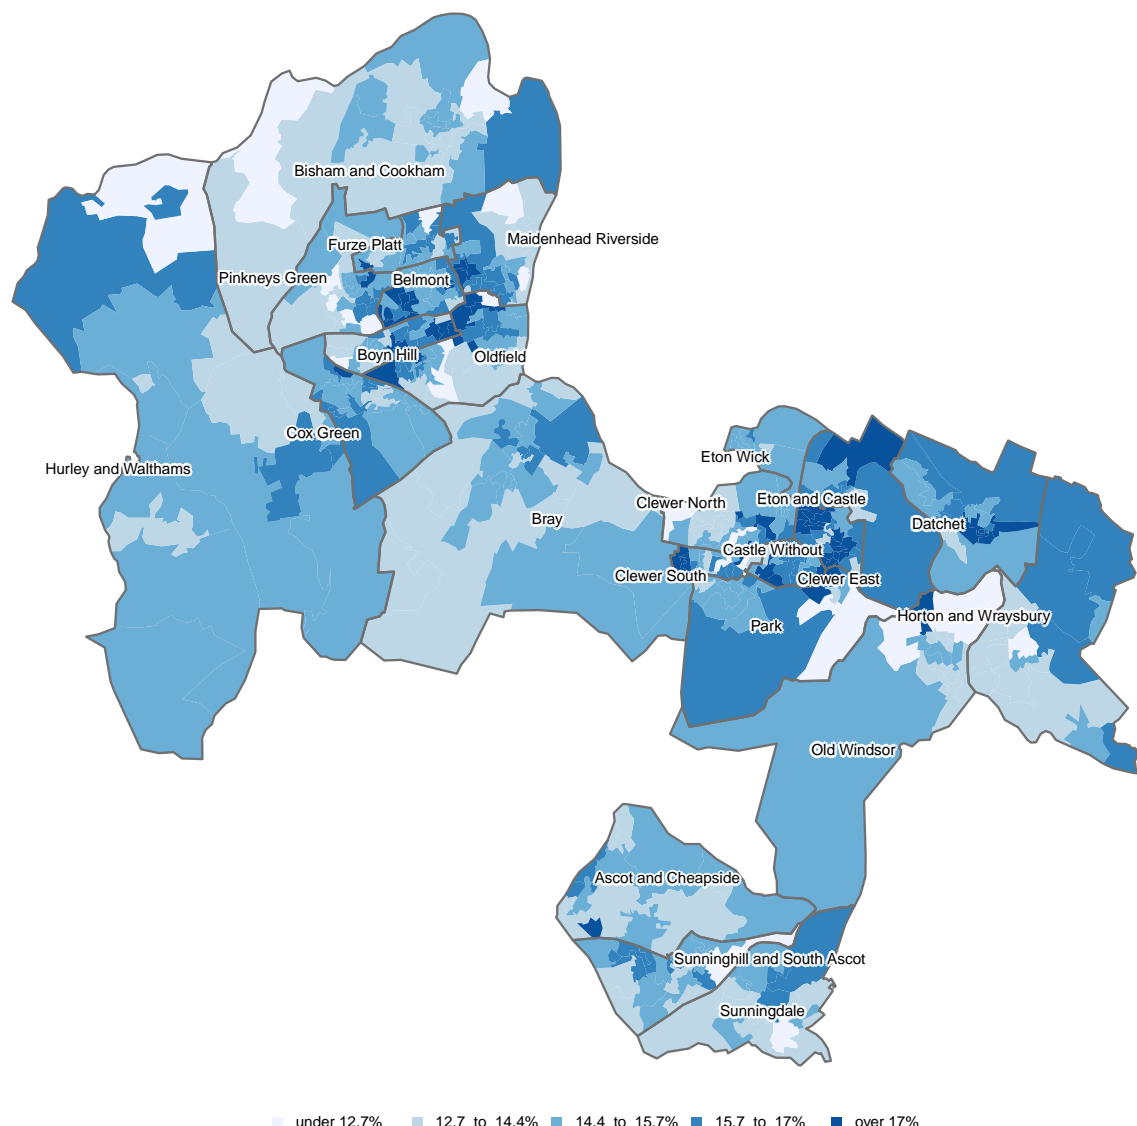 Bisham and Cookham
Furze Platt
Maidenhead Riverside
Pinkneys Green
Belmont
Boyn Hill
Oldfield
Cox Green
Hurley and Walthams
Eton Wick
Clewer North
Eton and Castle
Bray
Datchet
Castle Without
Clewer South
Clewer East
Horton and Wraysbury
Park
Old Windsor
Ascot and Cheapside
Sunninghill and South Ascot
Sunningdale
under 12.7% 12.7 to 14.4% 14.4 to 15.7% 15.7 to 17% over 17%